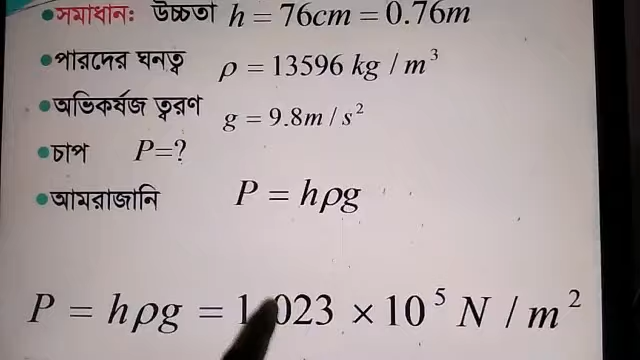 •সমাধান: উচ্চতা h = 76cm = 0.76m
•পারদের ঘনত্ব ρ = 13596 kg / m³
•অভিকর্ষজ ত্বরণ g = 9.8m / s²
•চাপ P=?
•আমরাজানি P = hρg
P = hρg = 1.023 × 10⁵ N / m²